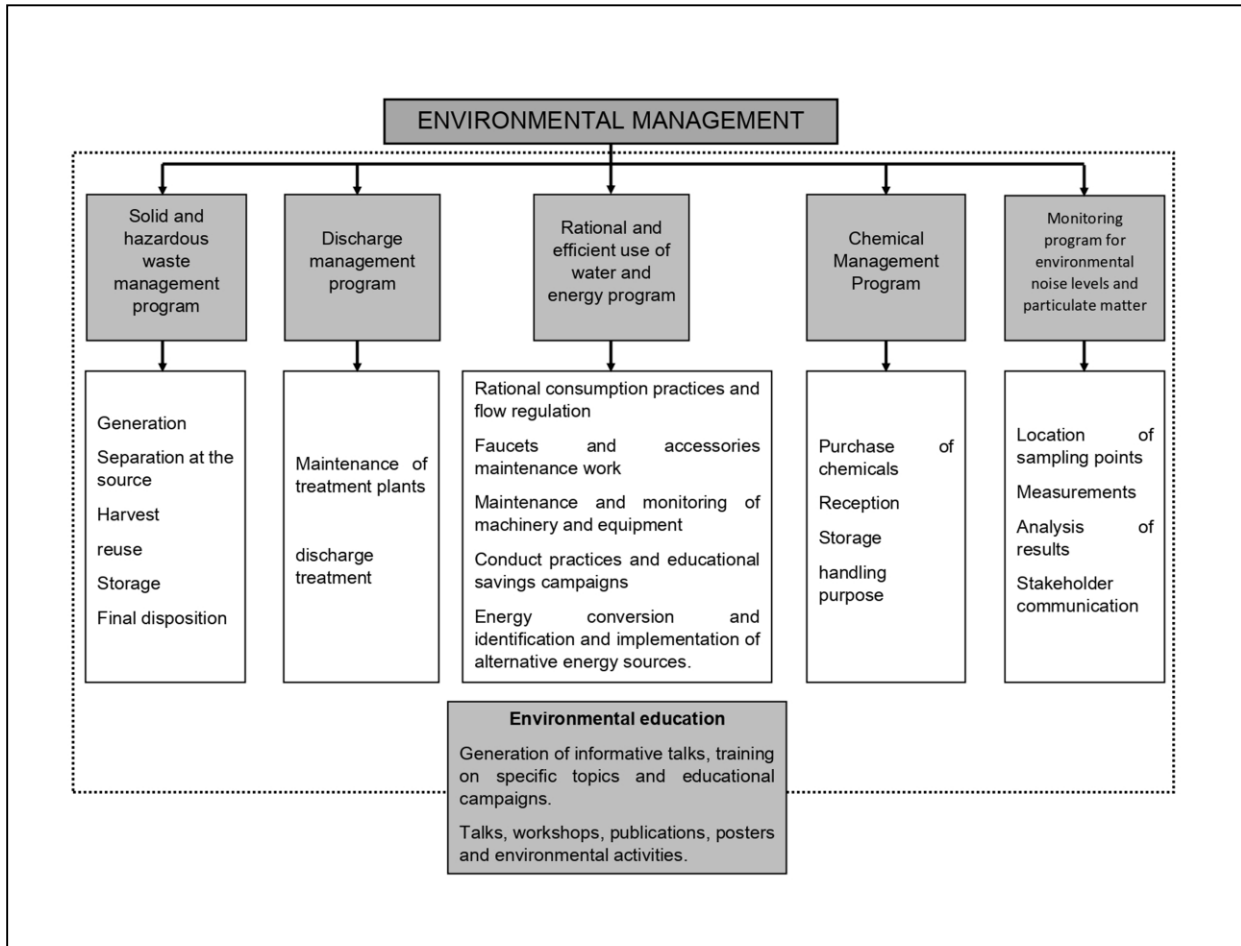 ENVIRONMENTAL MANAGEMENT
Solid and
hazardous
waste
management
program
Discharge
management
program
Rational and
efficient use of
water and
energy program
Chemical
Management
Program
Monitoring
program for
environmental
noise levels and
particulate matter
Generation
Separation at the
source
Harvest
reuse
Storage
Final disposition
Maintenance of
treatment plants
discharge
treatment
Rational consumption practices and
flow regulation
Faucets and accessories
maintenance work
Maintenance and monitoring of
machinery and equipment
Conduct practices and educational
savings campaigns
Energy conversion and
identification and implementation of
alternative energy sources.
Purchase of
chemicals
Reception
Storage
handling
purpose
Location of
sampling points
Measurements
Analysis of
results
Stakeholder
communication
Environmental education
Generation of informative talks, training
on specific topics and educational
campaigns.
Talks, workshops, publications, posters
and environmental activities.